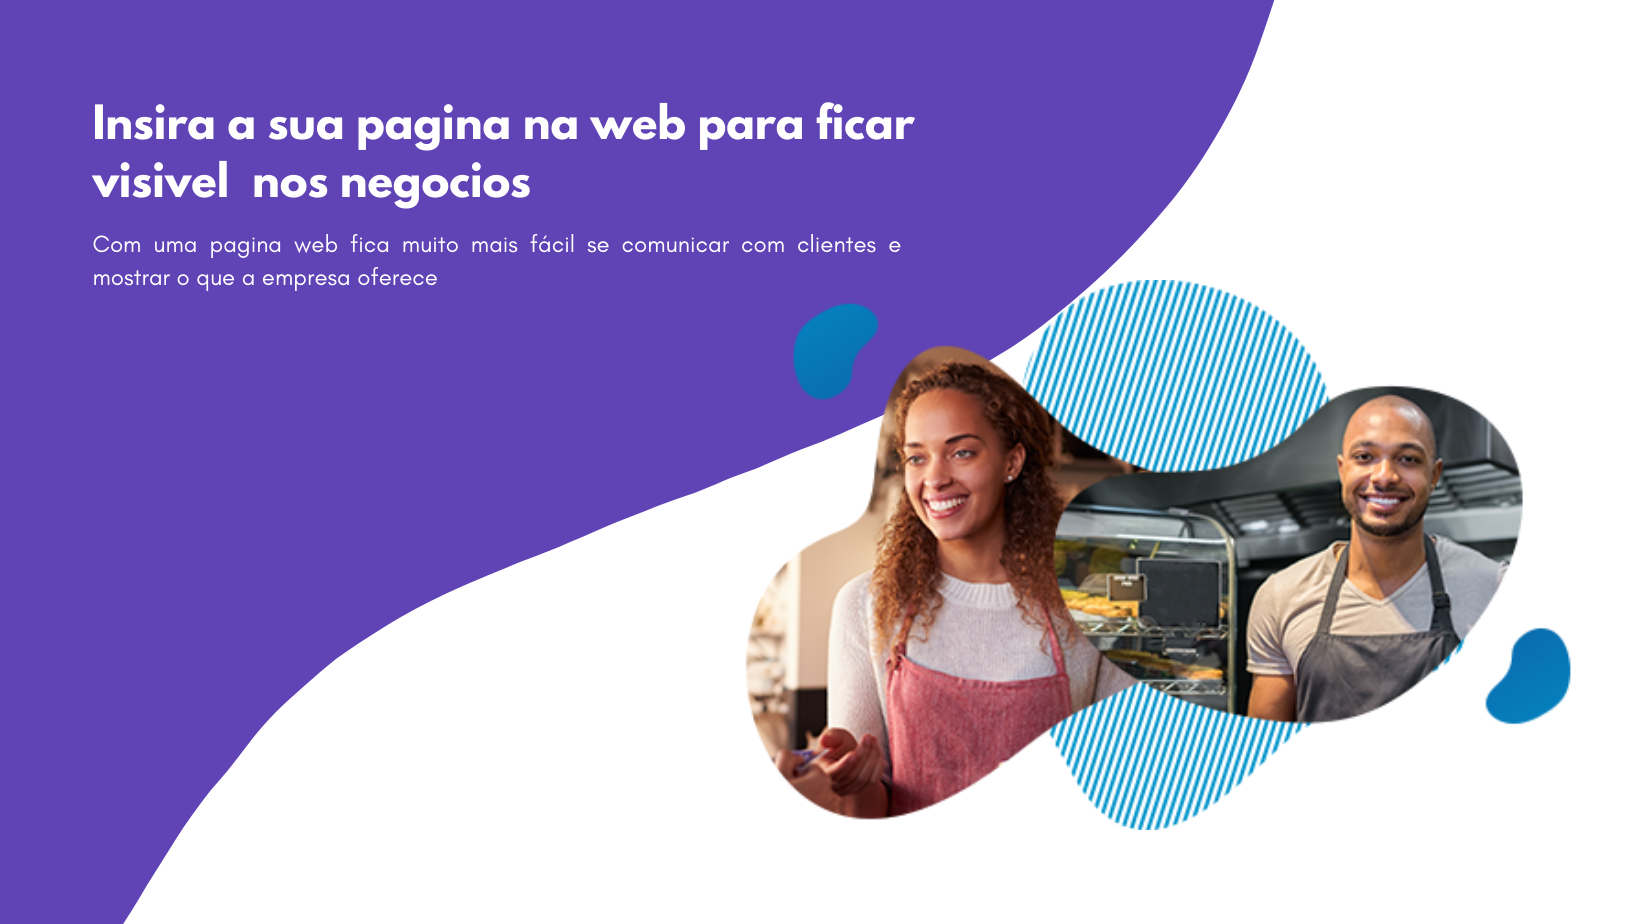 Insira a sua pagina na web para ficar
visivel  nos negocios
Com uma pagina web fica muito mais fácil se comunicar com clientes e
mostrar o que a empresa oferece